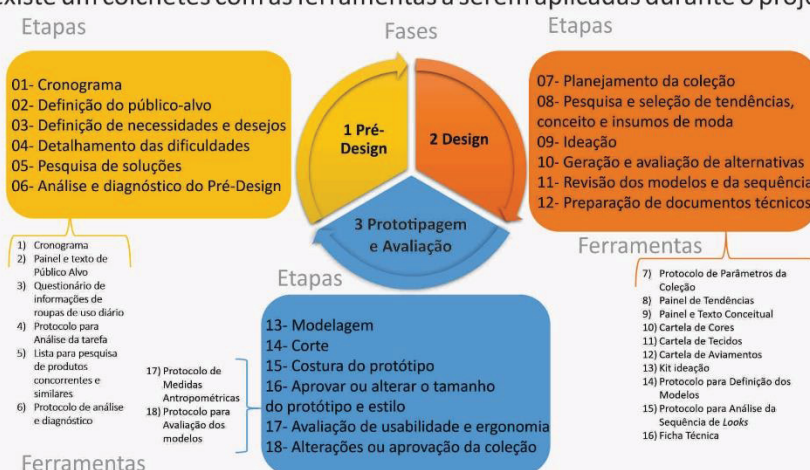 existe um colchetes com as ferramentas a serem aplicadas durante o proje
Etapas
01- Cronograma
02- Definição do público-alvo
03- Definição de necessidades e desejos
04- Detalhamento das dificuldades
05- Pesquisa de soluções
06- Análise e diagnóstico do Pré-Design
1) Cronograma
2) Painel e texto de
Público Alvo
3) Questionário de
informações de
roupas de uso diário
4) Protocolo para
Análise da tarefa
5) Lista para pesquisa
de produtos
concorrentes e
similares
6) Protocolo de análise
e diagnóstico
Ferramentas
Fases
1 Pré-
Design
2 Design
3 Prototipagem
e Avaliação
Etapas
07- Planejamento da coleção
08- Pesquisa e seleção de tendências,
conceito e insumos de moda
09- Ideação
10- Geração e avaliação de alternativas
11- Revisão dos modelos e da sequência
12- Preparação de documentos técnicos
Ferramentas
7) Protocolo de Parâmetros da
Coleção
8) Painel de Tendências
9) Painel e Texto Conceitual
10) Cartela de Cores
11) Cartela de Tecidos
12) Cartela de Aviamentos
13) Kit ideação
14) Protocolo para Definição dos
Modelos
15) Protocolo para Análise da
Sequência de Looks
16) Ficha Técnica
Etapas
13- Modelagem
14- Corte
15- Costura do protótipo
16- Aprovar ou alterar o tamanho
do protótipo e estilo
17- Avaliação de usabilidade e ergonomia
18- Alterações ou aprovação da coleção
17) Protocolo de
Medidas
Antropométricas
18) Protocolo para
Avaliação dos
modelos